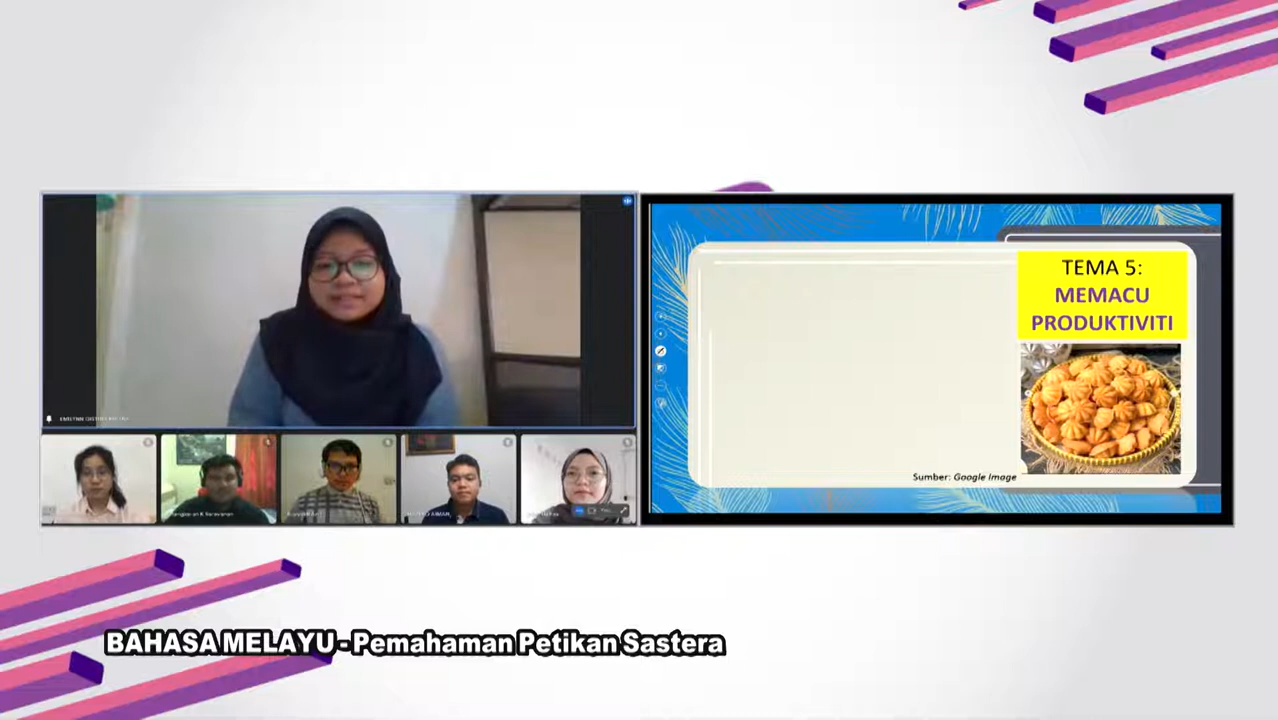 TEMA 5:
MEMACU
PRODUKTIVITI
Sumber: Google Image
BAHASA MELAYU - Pemahaman Petikan Sastera